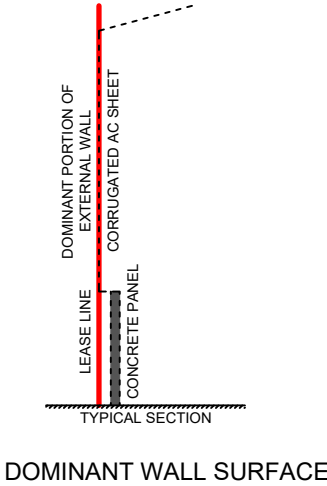 DOMINANT PORTION OF
EXTERNAL WALL
CORRUGATED AC SHEET
LEASE LINE
CONCRETE PANEL
TYPICAL SECTION
DOMINANT WALL SURFACE